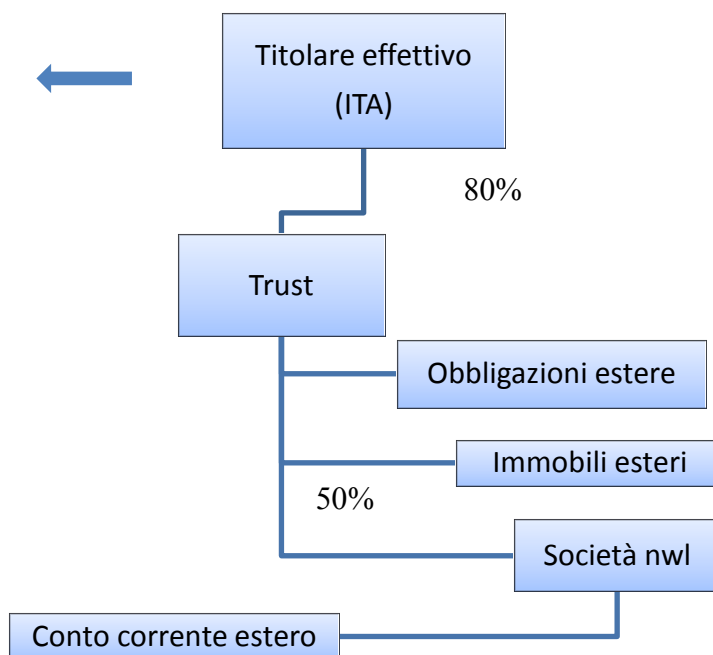 Titolare effettivo
(ITA)
80%
Trust
Obbligazioni estere
Immobili esteri
50%
Società nwl
Conto corrente estero